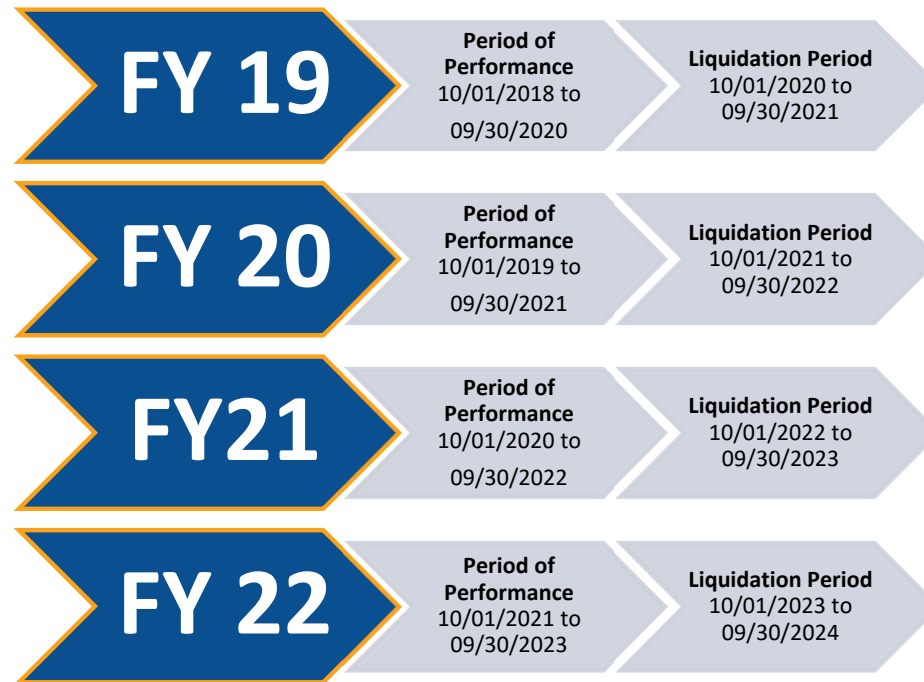 FY 19
Period of
Performance
10/01/2018 to
09/30/2020
Liquidation Period
10/01/2020 to
09/30/2021
FY 20
Period of
Performance
10/01/2019 to
09/30/2021
Liquidation Period
10/01/2021 to
09/30/2022
FY21
Period of
Performance
10/01/2020 to
09/30/2022
Liquidation Period
10/01/2022 to
09/30/2023
FY 22
Period of
Performance
10/01/2021 to
09/30/2023
Liquidation Period
10/01/2023 to
09/30/2024